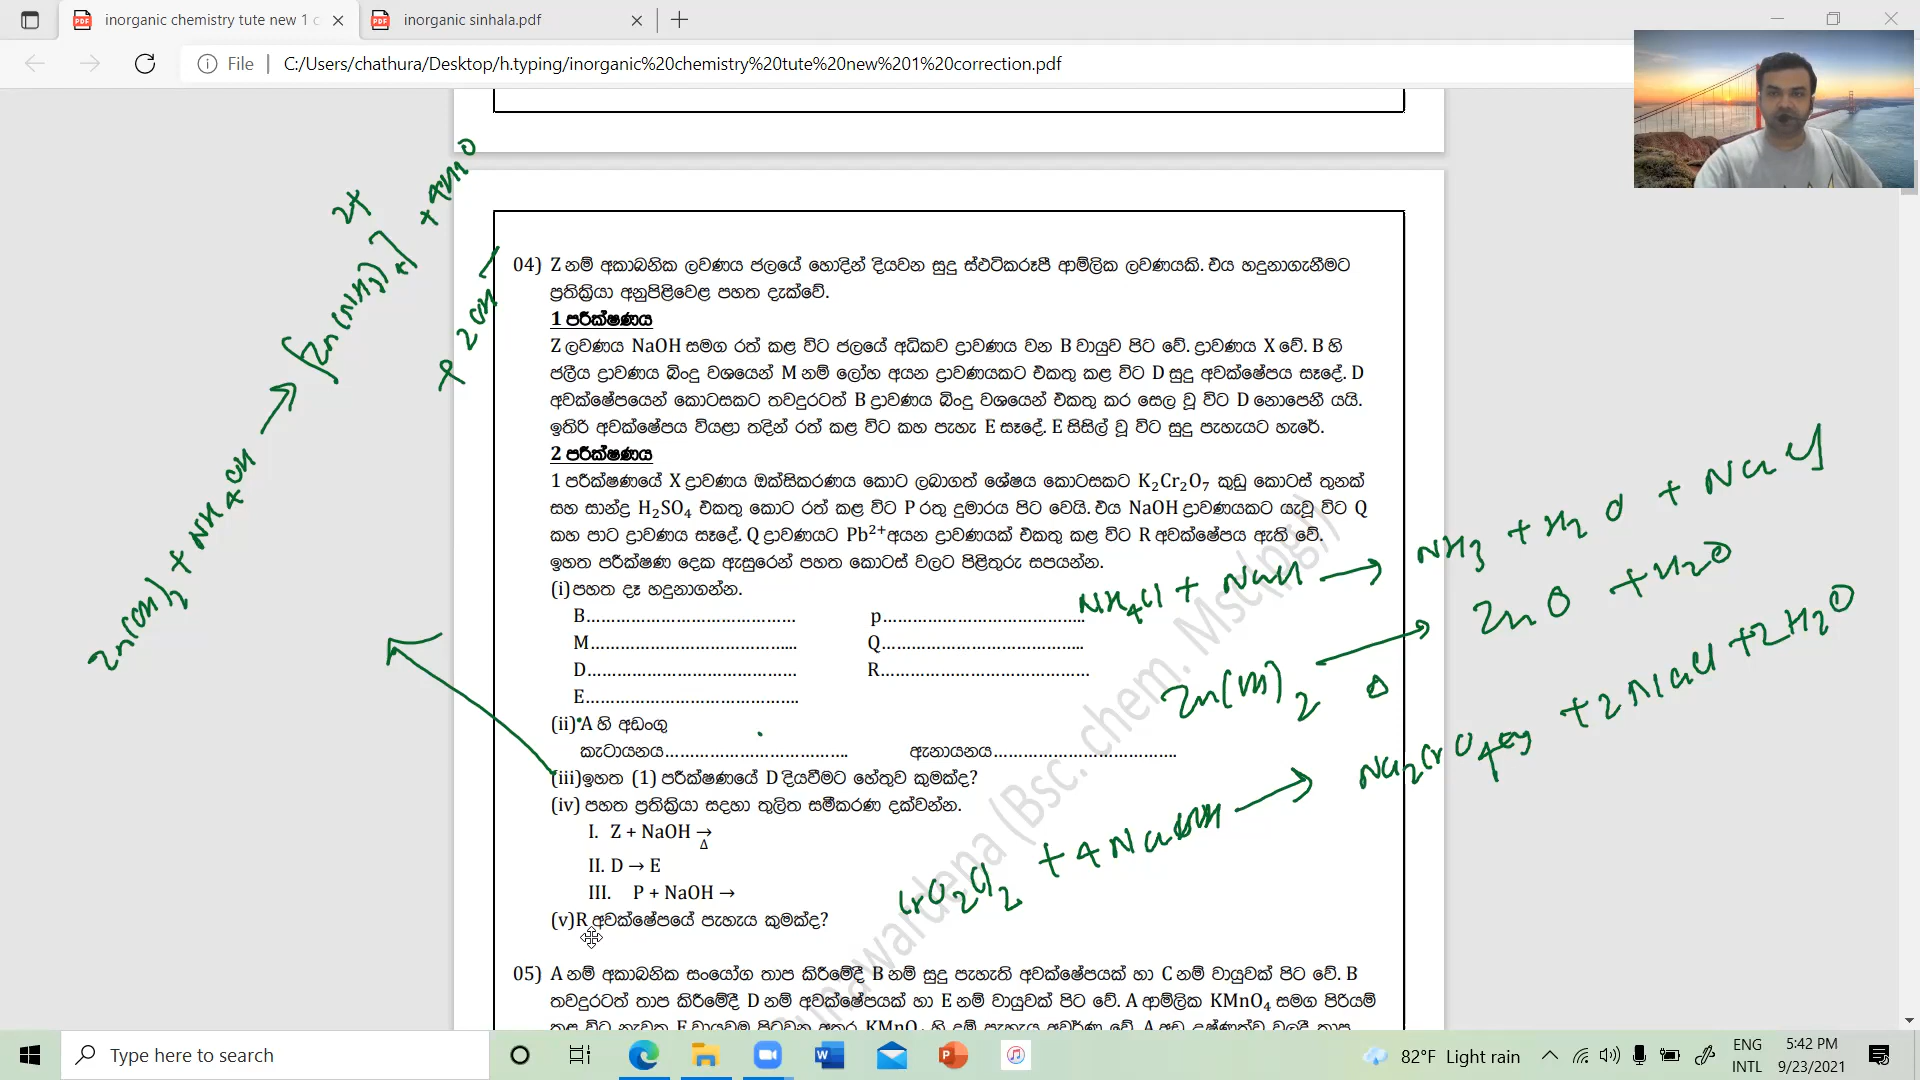 inorganic chemistry tute new 1 c
inorganic sinhala.pdf
File
C:/Users/chathura/Desktop/h.typing/inorganic%20chemistry%20tute%20new%201%20correction.pdf
04) Z නම් අකාබනික ලවණය ජලයේ හොදින් දියවන සුදු ස්ඵටිකරූපී ආම්ලික ලවණයකි. එය හදුනාගැනීමට
ප්‍රතික්‍රියා අනුපිළිවෙළ පහත දැක්වේ.
1 පරීක්ෂණය
Z ලවණය NaOH සමග රත් කළ විට ජලයේ අධිකව ද්‍රාවණය වන B වායුව පිට වේ. ද්‍රාවණය X වේ. B හි
ජලීය ද්‍රාවණය බිංදු වශයෙන් M නම් ලෝහ අයන ද්‍රාවණයකට එකතු කළ විට D සුදු අවක්ෂේපය සෑදේ. D
අවක්ෂේපයෙන් කොටසකට තවදුරටත් B ද්‍රාවණය බිංදු වශයෙන් එකතු කර සෙල වූ විට D නොපෙනී යයි.
ඉතිරි අවක්ෂේපය වියළා තදින් රත් කළ විට කහ පැහැ E සෑදේ. E සිසිල් වූ විට සුදු පැහැයට හැරේ.
2 පරීක්ෂණය
1 පරීක්ෂණයේ X ද්‍රාවණය ඔක්සිකරණය කොට ලබාගත් ශේෂය කොටසකට K₂Cr₂O₇ කුඩු කොටස් තුනක්
සහ සාන්ද්‍ර H₂SO₄ එකතු කොට රත් කළ විට P රතු දුමාරය පිට වෙයි. එය NaOH ද්‍රාවණයකට යැවූ විට Q
කහ පාට ද්‍රාවණය සෑදේ. Q ද්‍රාවණයට Pb²⁺අයන ද්‍රාවණයක් එකතු කළ විට R අවක්ෂේපය ඇති වේ.
ඉහත පරීක්ෂණ දෙක ඇසුරෙන් පහත කොටස් වලට පිළිතුරු සපයන්න.
(i) පහත දෑ හදුනාගන්න.
B.......................................... p.......................................
M.......................................... Q.......................................
D.......................................... R.......................................
E..........................................
(ii) A හි අඩංගු
කැටායනය..................................... ඇනායනය.....................................
(iii)ඉහත (1) පරීක්ෂණයේ D දියවීමට හේතුව කුමක්ද?
(iv) පහත ප්‍රතික්‍රියා සදහා තුලිත සමීකරණ දක්වන්න.
I. Z + NaOH →
Δ
II. D → E
III. P + NaOH →
(v)R අවක්ෂේපයේ පැහැය කුමක්ද?
05) A නම් අකාබනික සංයෝග තාප කිරීමේදී B නම් සුදු පැහැති අවක්ෂේපයක් හා C නම් වායුවක් පිට වේ. B
තවදුරටත් තාප කිරීමේදී D නම් අවක්ෂේපයක් හා E නම් වායුවක් පිට වේ. A ආම්ලික KMnO₄ සමග පිරියම්
Zn(OH)₂ + NH₄OH → [Zn(NH₃)₄]²⁺ + 4H₂O
+ 2OH⁻
NH₄Cl + NaOH → NH₃ + H₂O + NaCl
Zn(OH)₂ → ZnO + H₂O
Δ
CrO₂Cl₂ + 4NaOH → Na₂CrO₄ + 2NaCl + 2H₂O
(Bsc. chem. Msc(pgl)
Type here to search
82°F Light rain
ENG
INTL
5:42 PM
9/23/2021